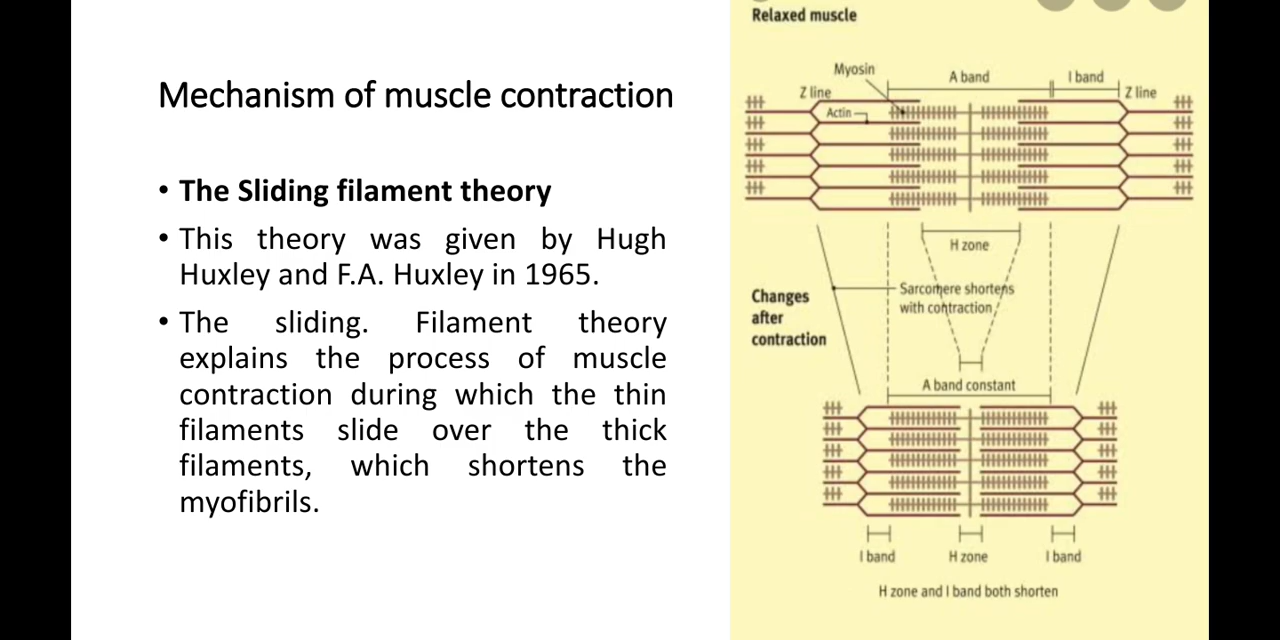 Mechanism of muscle contraction
• The Sliding filament theory
• This theory was given by Hugh
Huxley and F.A. Huxley in 1965.
• The sliding. Filament theory
explains the process of muscle
contraction during which the thin
filaments slide over the thick
filaments, which shortens the
myofibrils.
Relaxed muscle
Myosin
A band
I band
Z line
Z line
Actin
H zone
Sarcomere shortens
with contraction
Changes
after
contraction
A band constant
I band
H zone
I band
H zone and I band both shorten